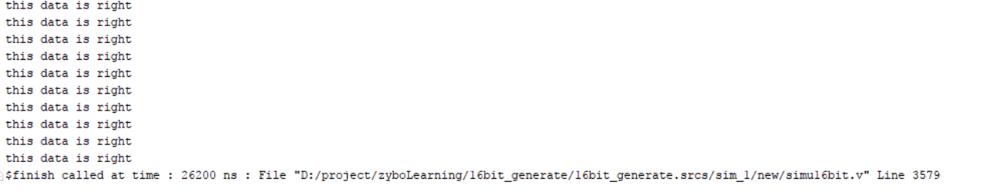 this data is right
this data is right
this data is right
this data is right
this data is right
this data is right
this data is right
this data is right
this data is right
this data is right
$finish called at time : 26200 ns : File "D:/project/zyboLearning/16bit_generate/16bit_generate.srcs/sim_1/new/simu16bit.v" Line 3579